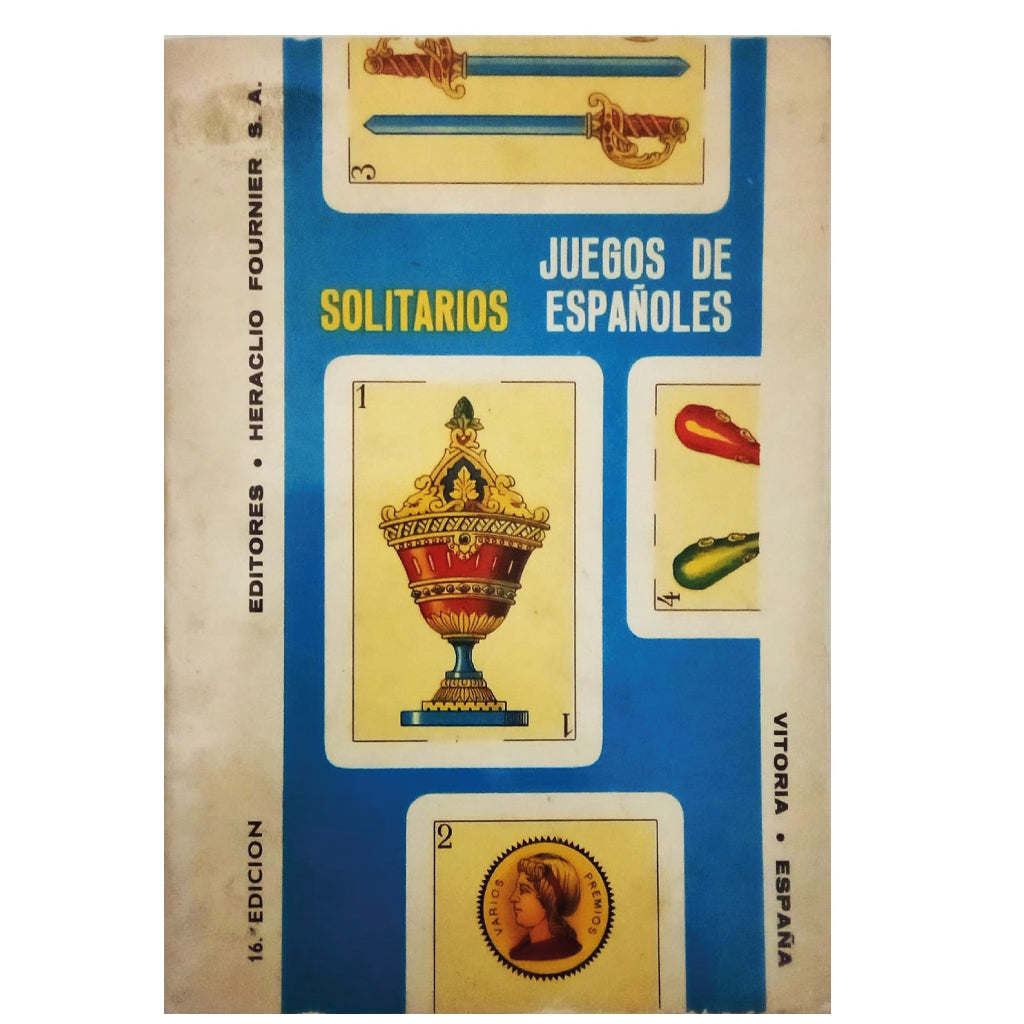 3
JUEGOS DE
SOLITARIOS ESPAÑOLES
1
1
4
2
VARIOS PREMIOS
16.ª EDICION
EDITORES • HERACLIO FOURNIER S. A.
VITORIA • ESPAÑA